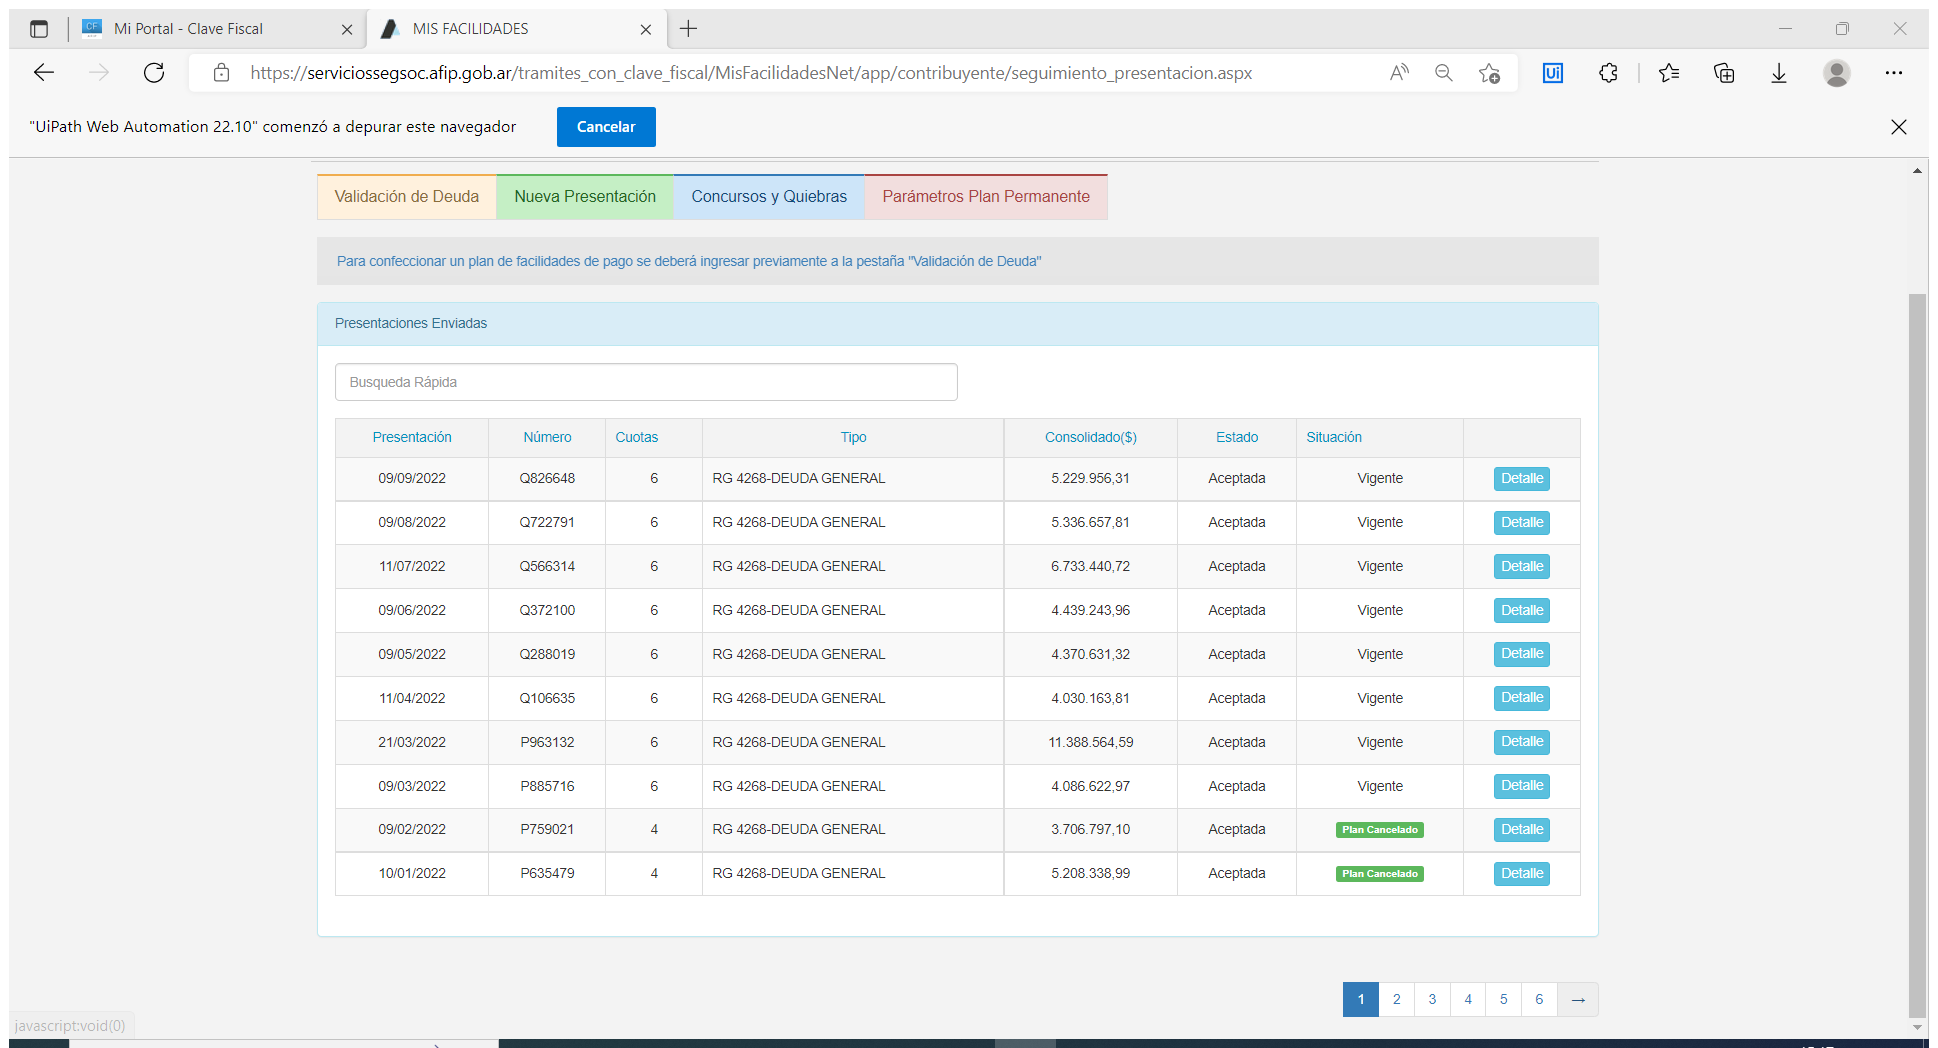 Mi Portal - Clave Fiscal
MIS FACILIDADES
https://serviciossegsoc.afip.gob.ar/tramites_con_clave_fiscal/MisFacilidadesNet/app/contribuyente/seguimiento_presentacion.aspx
"UiPath Web Automation 22.10" comenzó a depurar este navegador Cancelar
Validación de Deuda Nueva Presentación Concursos y Quiebras Parámetros Plan Permanente
Para confeccionar un plan de facilidades de pago se deberá ingresar previamente a la pestaña "Validación de Deuda"
Presentaciones Enviadas
Busqueda Rápida
Presentación Número Cuotas Tipo Consolidado($) Estado Situación
09/09/2022 Q826648 6 RG 4268-DEUDA GENERAL 5.229.956,31 Aceptada Vigente Detalle
09/08/2022 Q722791 6 RG 4268-DEUDA GENERAL 5.336.657,81 Aceptada Vigente Detalle
11/07/2022 Q566314 6 RG 4268-DEUDA GENERAL 6.733.440,72 Aceptada Vigente Detalle
09/06/2022 Q372100 6 RG 4268-DEUDA GENERAL 4.439.243,96 Aceptada Vigente Detalle
09/05/2022 Q288019 6 RG 4268-DEUDA GENERAL 4.370.631,32 Aceptada Vigente Detalle
11/04/2022 Q106635 6 RG 4268-DEUDA GENERAL 4.030.163,81 Aceptada Vigente Detalle
21/03/2022 P963132 6 RG 4268-DEUDA GENERAL 11.388.564,59 Aceptada Vigente Detalle
09/03/2022 P885716 6 RG 4268-DEUDA GENERAL 4.086.622,97 Aceptada Vigente Detalle
09/02/2022 P759021 4 RG 4268-DEUDA GENERAL 3.706.797,10 Aceptada Plan Cancelado Detalle
10/01/2022 P635479 4 RG 4268-DEUDA GENERAL 5.208.338,99 Aceptada Plan Cancelado Detalle
1 2 3 4 5 6 →
javascript:void(0)